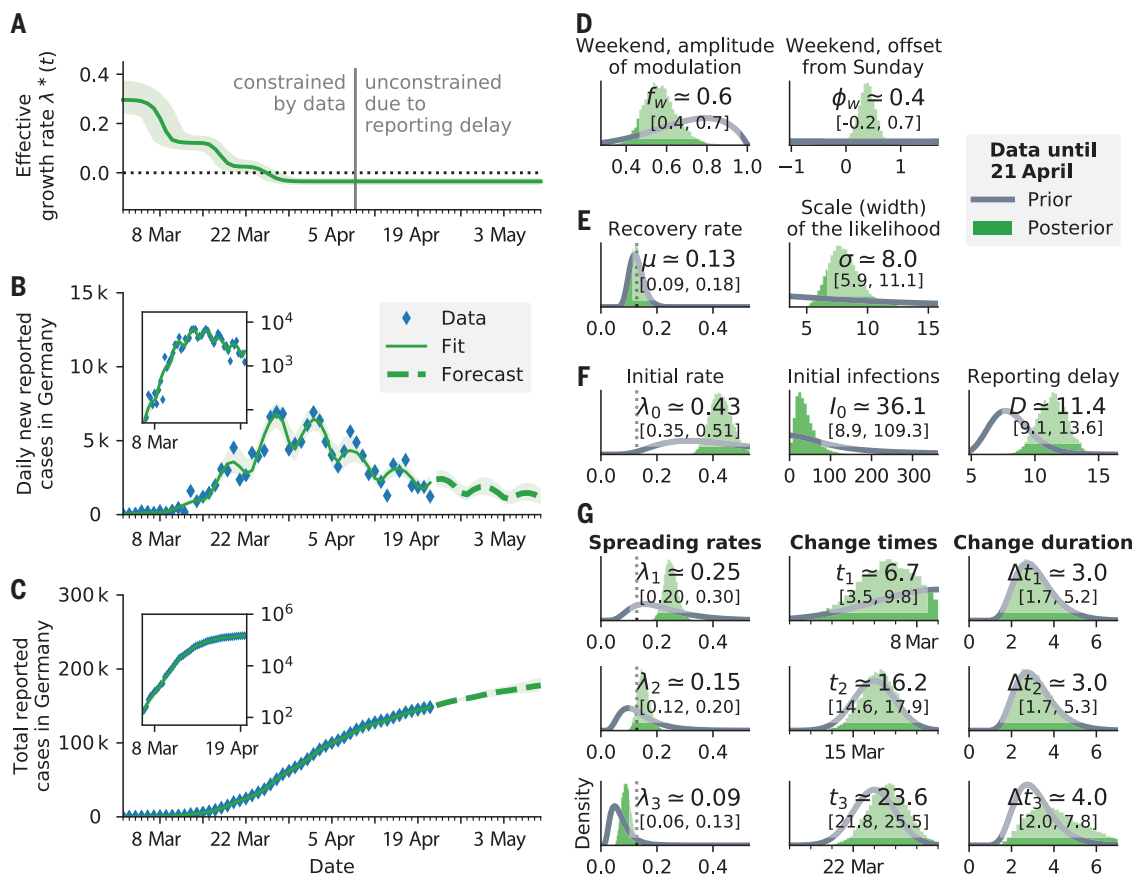 A
Effective
growth rate λ * (t)
0.4
0.2
0.0
constrained
by data
unconstrained
due to
reporting delay
8 Mar
22 Mar
5 Apr
19 Apr
3 May
B
Daily new reported
cases in Germany
15 k
10 k
5 k
0
10⁴
10³
8 Mar
Data
Fit
Forecast
8 Mar
22 Mar
5 Apr
19 Apr
3 May
C
Total reported
cases in Germany
300 k
200 k
100 k
0
10⁶
10⁴
10²
8 Mar
19 Apr
8 Mar
22 Mar
5 Apr
19 Apr
3 May
Date
D
Weekend, amplitude
of modulation
f_w ≃ 0.6
[0.4, 0.7]
0.4 0.6 0.8 1.0
Weekend, offset
from Sunday
ϕ_w ≃ 0.4
[-0.2, 0.7]
−1 0 1
Data until
21 April
Prior
Posterior
E
Recovery rate
μ ≃ 0.13
[0.09, 0.18]
0.0 0.2 0.4
Scale (width)
of the likelihood
σ ≃ 8.0
[5.9, 11.1]
5 10 15
F
Initial rate
λ₀ ≃ 0.43
[0.35, 0.51]
0.0 0.2 0.4
Initial infections
I₀ ≃ 36.1
[8.9, 109.3]
0 100 200 300
Reporting delay
D ≃ 11.4
[9.1, 13.6]
5 10 15
G
Spreading rates
Change times
Change duration
λ₁ ≃ 0.25
[0.20, 0.30]
0.0 0.2 0.4
t₁ ≃ 6.7
[3.5, 9.8]
8 Mar
Δt₁ ≃ 3.0
[1.7, 5.2]
0 2 4 6
λ₂ ≃ 0.15
[0.12, 0.20]
0.0 0.2 0.4
t₂ ≃ 16.2
[14.6, 17.9]
15 Mar
Δt₂ ≃ 3.0
[1.7, 5.3]
0 2 4 6
Density
λ₃ ≃ 0.09
[0.06, 0.13]
0.0 0.2 0.4
t₃ ≃ 23.6
[21.8, 25.5]
22 Mar
Δt₃ ≃ 4.0
[2.0, 7.8]
0 2 4 6